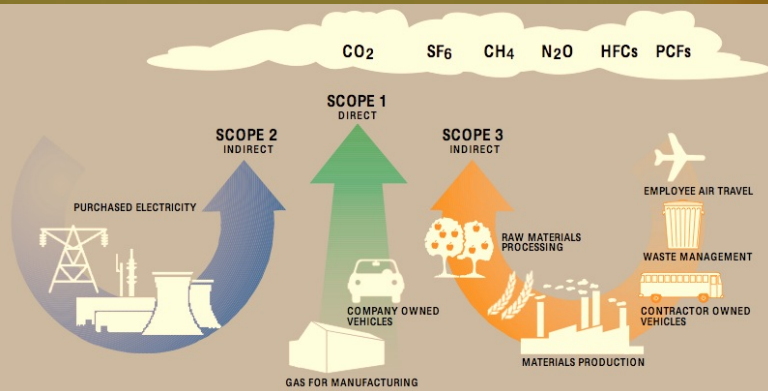 CO2 SF6 CH4 N2O HFCs PCFs
SCOPE 1
DIRECT
SCOPE 2
INDIRECT
SCOPE 3
INDIRECT
PURCHASED ELECTRICITY
COMPANY OWNED
VEHICLES
GAS FOR MANUFACTURING
RAW MATERIALS
PROCESSING
MATERIALS PRODUCTION
EMPLOYEE AIR TRAVEL
WASTE MANAGEMENT
CONTRACTOR OWNED
VEHICLES